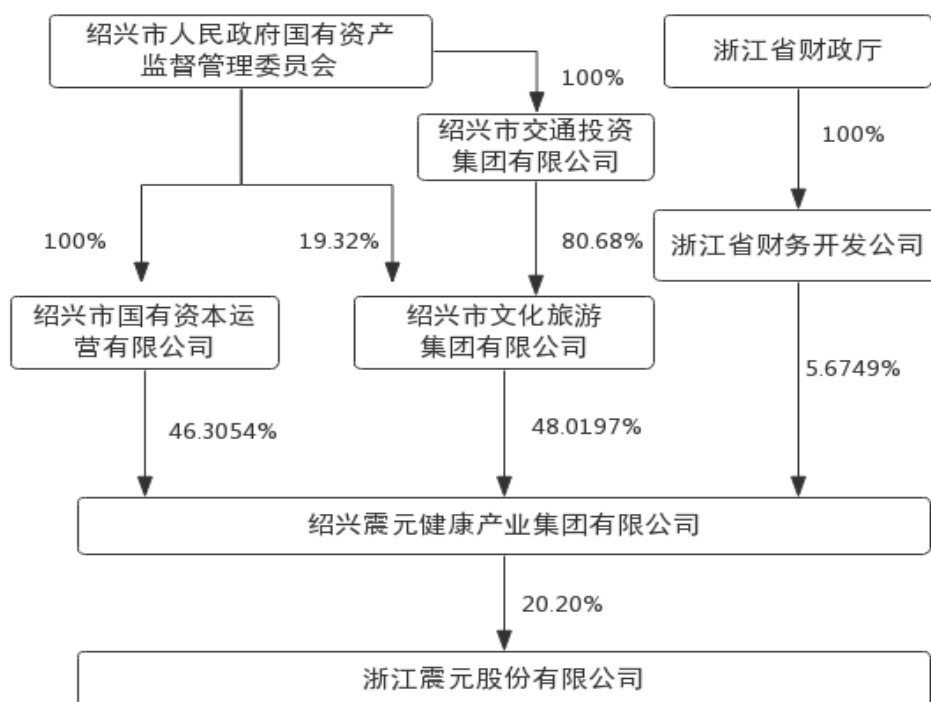 绍兴市人民政府国有资产
监督管理委员会
浙江省财政厅
100%
绍兴市交通投资
集团有限公司
100%
100%
19.32%
80.68%
浙江省财务开发公司
绍兴市国有资本运
营有限公司
绍兴市文化旅游
集团有限公司
5.6749%
46.3054%
48.0197%
绍兴震元健康产业集团有限公司
20.20%
浙江震元股份有限公司